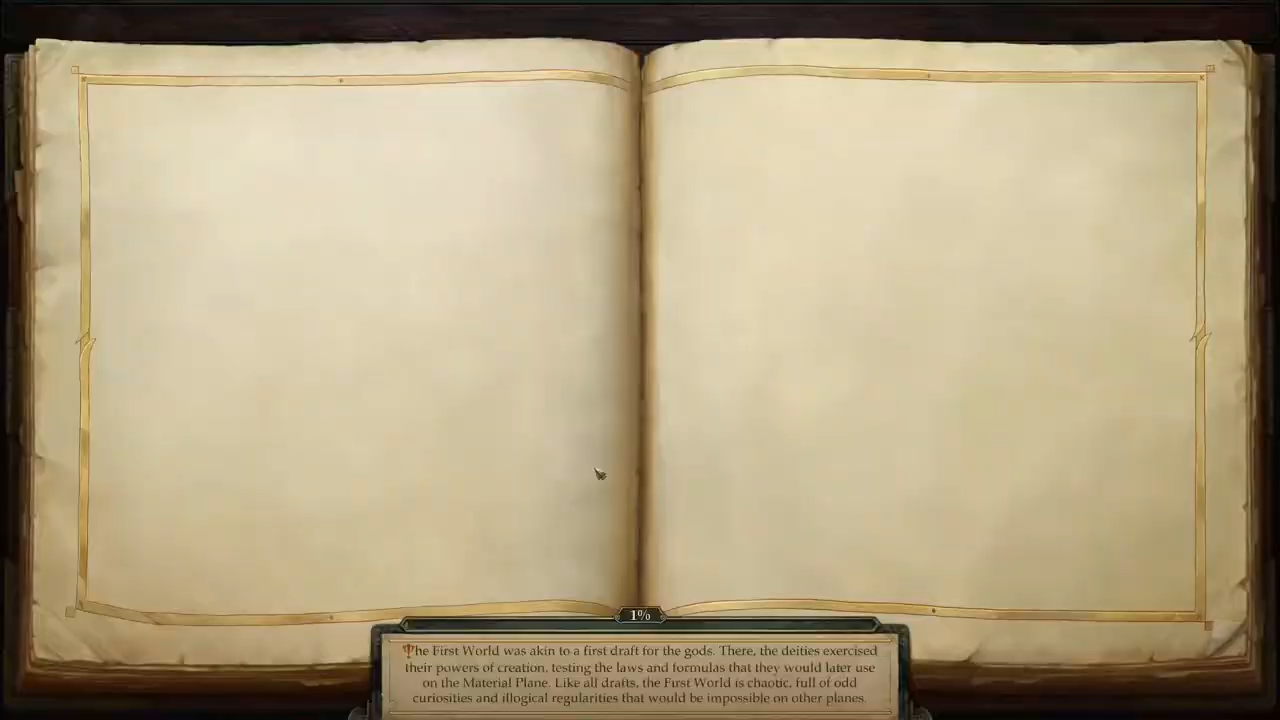 1%
The First World was akin to a first draft for the gods. There, the deities exercised
their powers of creation, testing the laws and formulas that they would later use
on the Material Plane. Like all drafts, the First World is chaotic, full of odd
curiosities and illogical regularities that would be impossible on other planes.